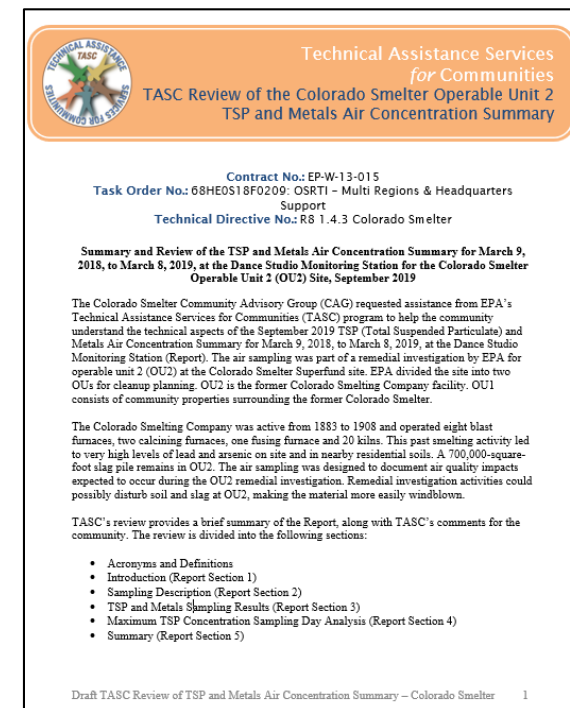 TECHNICAL ASSISTANCE
TASC
SERVICES FOR COMMUNITIES
Technical Assistance Services
for Communities
TASC Review of the Colorado Smelter Operable Unit 2
TSP and Metals Air Concentration Summary
Contract No.: EP-W-13-015
Task Order No.: 68HE0S18F0209: OSRTI – Multi Regions & Headquarters
Support
Technical Directive No.: R8 1.4.3 Colorado Smelter
Summary and Review of the TSP and Metals Air Concentration Summary for March 9,
2018, to March 8, 2019, at the Dance Studio Monitoring Station for the Colorado Smelter
Operable Unit 2 (OU2) Site, September 2019
The Colorado Smelter Community Advisory Group (CAG) requested assistance from EPA’s
Technical Assistance Services for Communities (TASC) program to help the community
understand the technical aspects of the September 2019 TSP (Total Suspended Particulate) and
Metals Air Concentration Summary for March 9, 2018, to March 8, 2019, at the Dance Studio
Monitoring Station (Report). The air sampling was part of a remedial investigation by EPA for
operable unit 2 (OU2) at the Colorado Smelter Superfund site. EPA divided the site into two
OUs for cleanup planning. OU2 is the former Colorado Smelting Company facility. OU1
consists of community properties surrounding the former Colorado Smelter.
The Colorado Smelting Company was active from 1883 to 1908 and operated eight blast
furnaces, two calcining furnaces, one fusing furnace and 20 kilns. This past smelting activity led
to very high levels of lead and arsenic on site and in nearby residential soils. A 700,000-square-
foot slag pile remains in OU2. The air sampling was designed to document air quality impacts
expected to occur during the OU2 remedial investigation. Remedial investigation activities could
possibly disturb soil and slag at OU2, making the material more easily windblown.
TASC’s review provides a brief summary of the Report, along with TASC’s comments for the
community. The review is divided into the following sections:
• Acronyms and Definitions
• Introduction (Report Section 1)
• Sampling Description (Report Section 2)
• TSP and Metals Sampling Results (Report Section 3)
• Maximum TSP Concentration Sampling Day Analysis (Report Section 4)
• Summary (Report Section 5)
Draft TASC Review of TSP and Metals Air Concentration Summary – Colorado Smelter 1